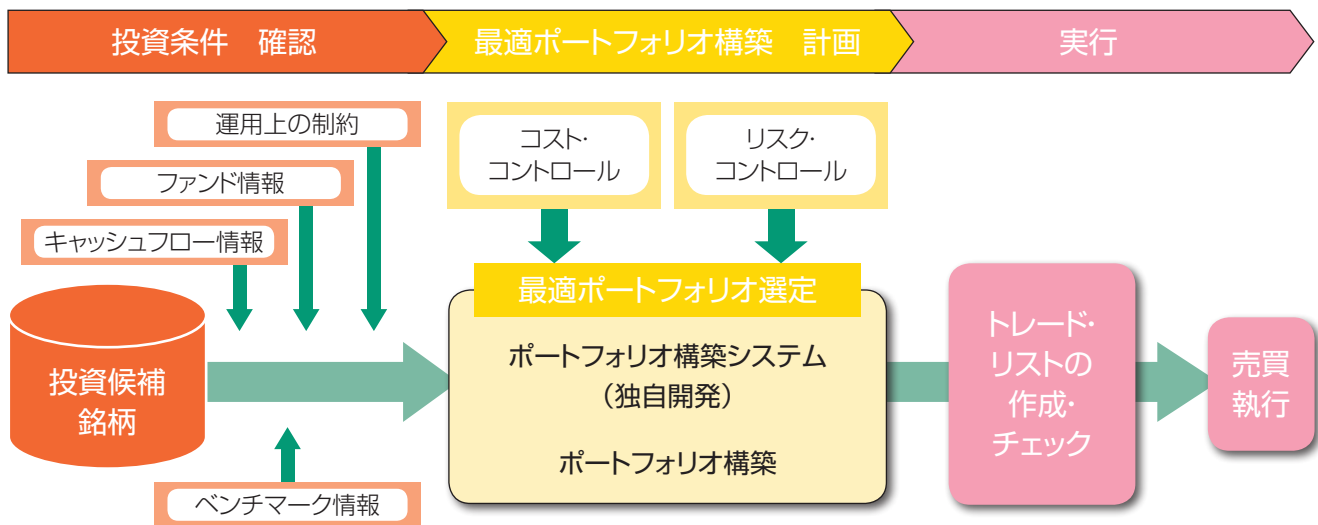 投資条件　確認
最適ポートフォリオ構築　計画
実行
運用上の制約
ファンド情報
キャッシュフロー情報
投資候補
銘柄
ベンチマーク情報
コスト・
コントロール
リスク・
コントロール
最適ポートフォリオ選定
ポートフォリオ構築システム
（独自開発）
ポートフォリオ構築
トレード・
リストの
作成・
チェック
売買
執行